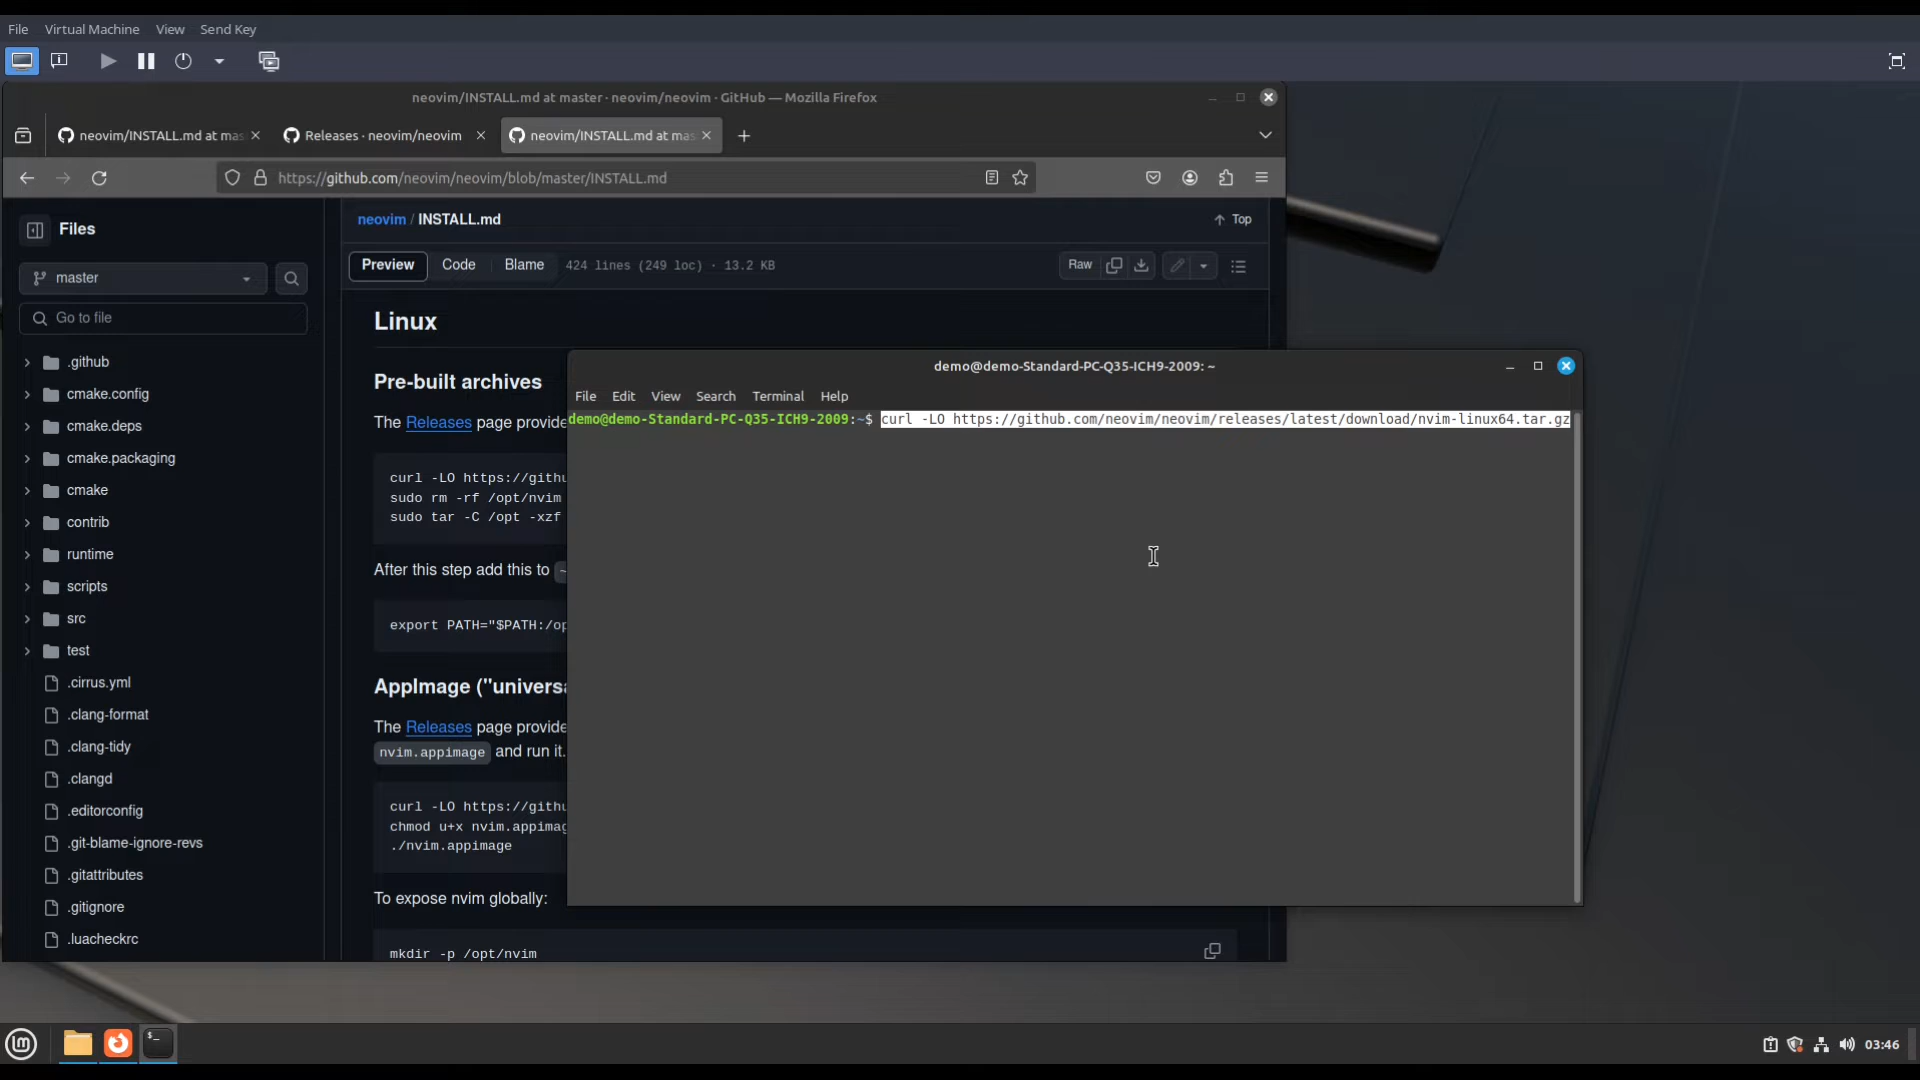 File Virtual Machine View Send Key
neovim/INSTALL.md at master · neovim/neovim · GitHub — Mozilla Firefox
neovim/INSTALL.md at mas
Releases · neovim/neovim
neovim/INSTALL.md at mas
https://github.com/neovim/neovim/blob/master/INSTALL.md
Files
master
Go to file
.github
cmake.config
cmake.deps
cmake.packaging
cmake
contrib
runtime
scripts
src
test
.cirrus.yml
.clang-format
.clang-tidy
.clangd
.editorconfig
.git-blame-ignore-revs
.gitattributes
.gitignore
.luacheckrc
neovim / INSTALL.md
Top
Preview Code Blame 424 lines (249 loc) · 13.2 KB
Raw
Linux
Pre-built archives
The Releases page provide
curl -LO https://githu
sudo rm -rf /opt/nvim
sudo tar -C /opt -xzf
After this step add this to ~
export PATH="$PATH:/op
AppImage ("universa
The Releases page provide
nvim.appimage and run it.
curl -LO https://githu
chmod u+x nvim.appimag
./nvim.appimage
To expose nvim globally:
mkdir -p /opt/nvim
demo@demo-Standard-PC-Q35-ICH9-2009: ~
File Edit View Search Terminal Help
demo@demo-Standard-PC-Q35-ICH9-2009:~$ curl -LO https://github.com/neovim/neovim/releases/latest/download/nvim-linux64.tar.gz
03:46